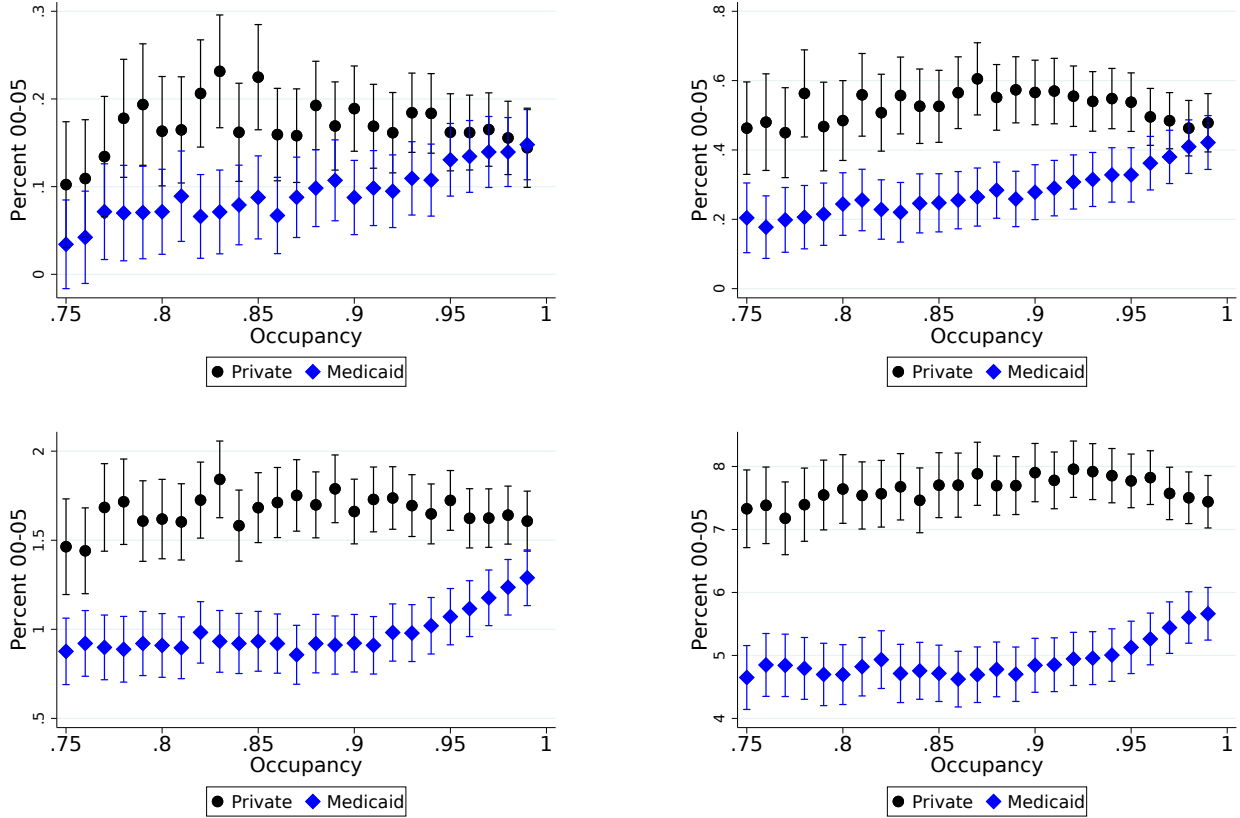 Percent 00-05
.3
.2
.1
0
.75 .8 .85 .9 .95 1
Occupancy
Private Medicaid
Percent 00-05
.8
.6
.4
.2
0
.75 .8 .85 .9 .95 1
Occupancy
Private Medicaid
Percent 00-05
2
1.5
1
.5
.75 .8 .85 .9 .95 1
Occupancy
Private Medicaid
Percent 00-05
8
7
6
5
4
.75 .8 .85 .9 .95 1
Occupancy
Private Medicaid